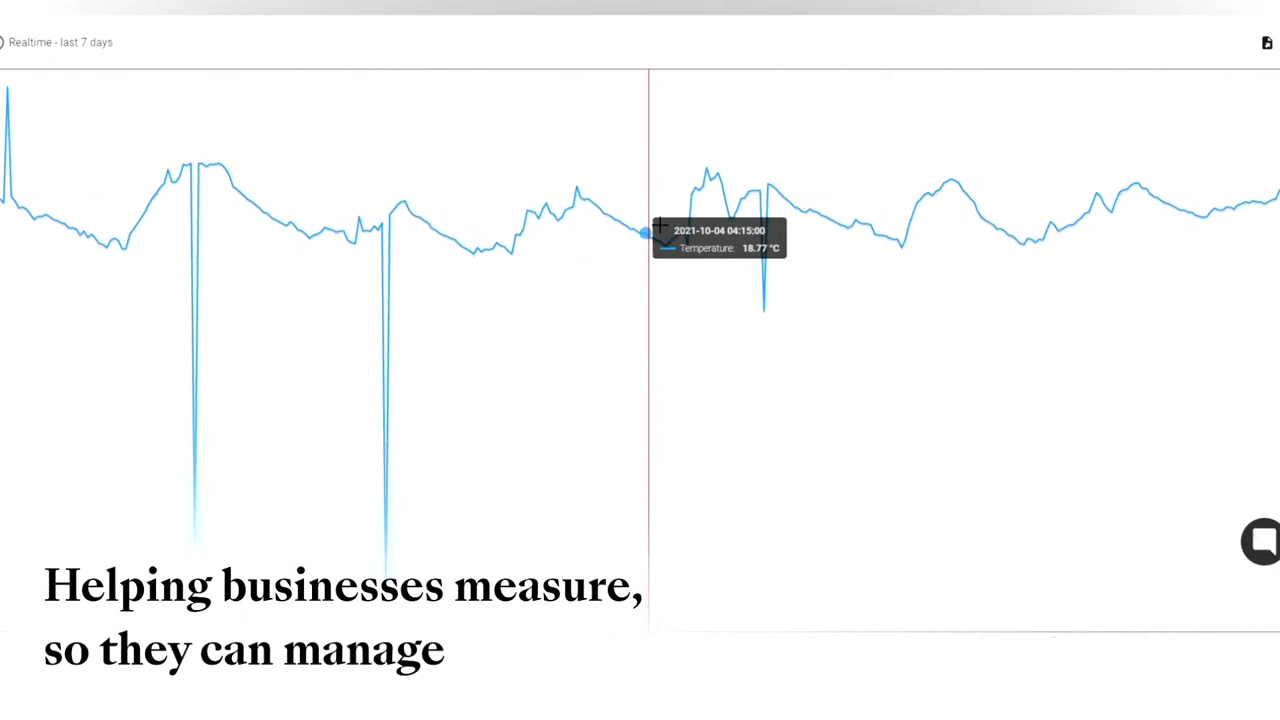 Realtime - last 7 days
2021-10-04 04:15:00
Temperature: 18.77 °C
Helping businesses measure,
so they can manage